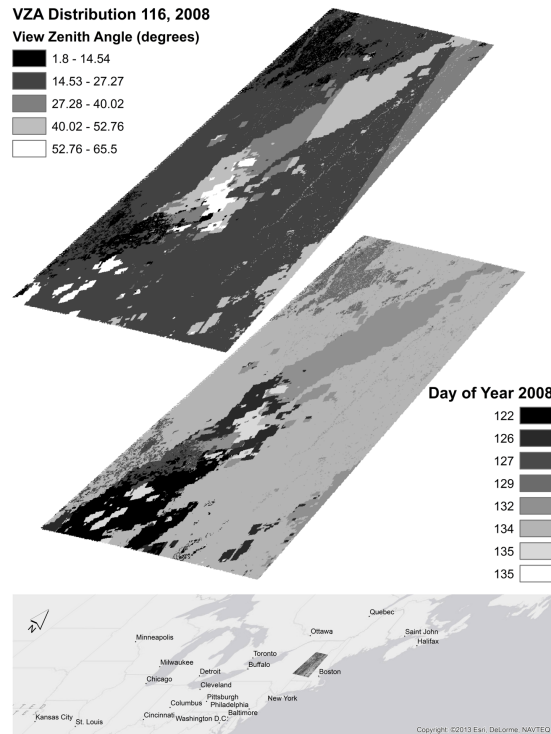 VZA Distribution 116, 2008
View Zenith Angle (degrees)
1.8 - 14.54
14.53 - 27.27
27.28 - 40.02
40.02 - 52.76
52.76 - 65.5
Day of Year 2008
122
126
127
129
132
134
135
135
N
Quebec
Ottawa
Saint John
Halifax
Minneapolis
Toronto
Milwaukee
Buffalo
Detroit
Boston
Chicago
Cleveland
Pittsburgh
New York
Columbus
Philadelphia
Baltimore
Kansas City
St. Louis
Cincinnati
Washington D.C.
Copyright: ©2013 Esri, DeLorme, NAVTEQ